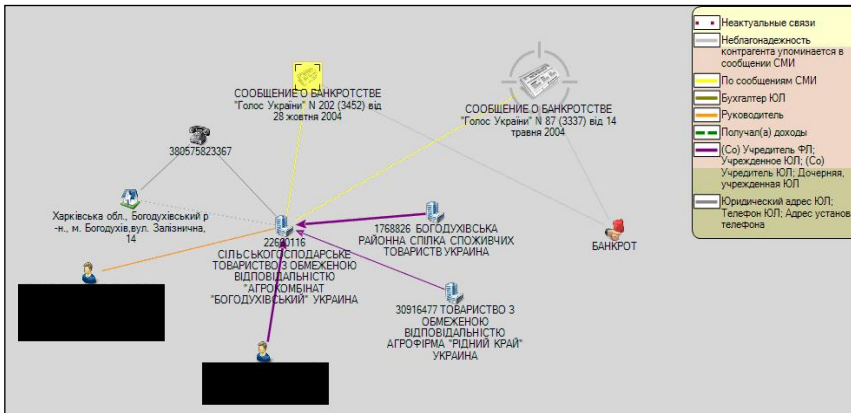 СООБЩЕНИЕ О БАНКРОТСТВЕ
"Голос України" N 202 (3452) від
28 жовтня 2004
СООБЩЕНИЕ О БАНКРОТСТВЕ
"Голос України" N 87 (3337) від 14
травня 2004
380575823367
Харківська обл., Богодухівський р
-н., м. Богодухів,вул. Залізнична,
14
СІЛЬСЬКОГОСПОДАРСЬКЕ
ТОВАРИСТВО З ОБМЕЖЕНОЮ
ВІДПОВІДАЛЬНІСТЮ
"АГРОКОМБІНАТ
"БОГОДУХІВСЬКИЙ" УКРАИНА
1768826 БОГОДУХІВСЬКА
РАЙОННА СПІЛКА СПОЖИВЧИХ
ТОВАРИСТВ УКРАИНА
30916477 ТОВАРИСТВО З
ОБМЕЖЕНОЮ
ВІДПОВІДАЛЬНІСТЮ
АГРОФІРМА "РІДНИЙ КРАЙ"
УКРАИНА
БАНКРОТ
Неактуальные связи
Неблагонадежность
контрагента упоминается в
сообщении СМИ
По сообщениям СМИ
Бухгалтер ЮЛ
Руководитель
Получал(а) доходы
(Со) Учредитель ФЛ;
Учрежденное ЮЛ; (Со)
Учредитель ЮЛ; Дочерняя,
учрежденная ЮЛ
Юридический адрес ЮЛ;
Телефон ЮЛ; Адрес установ
телефона